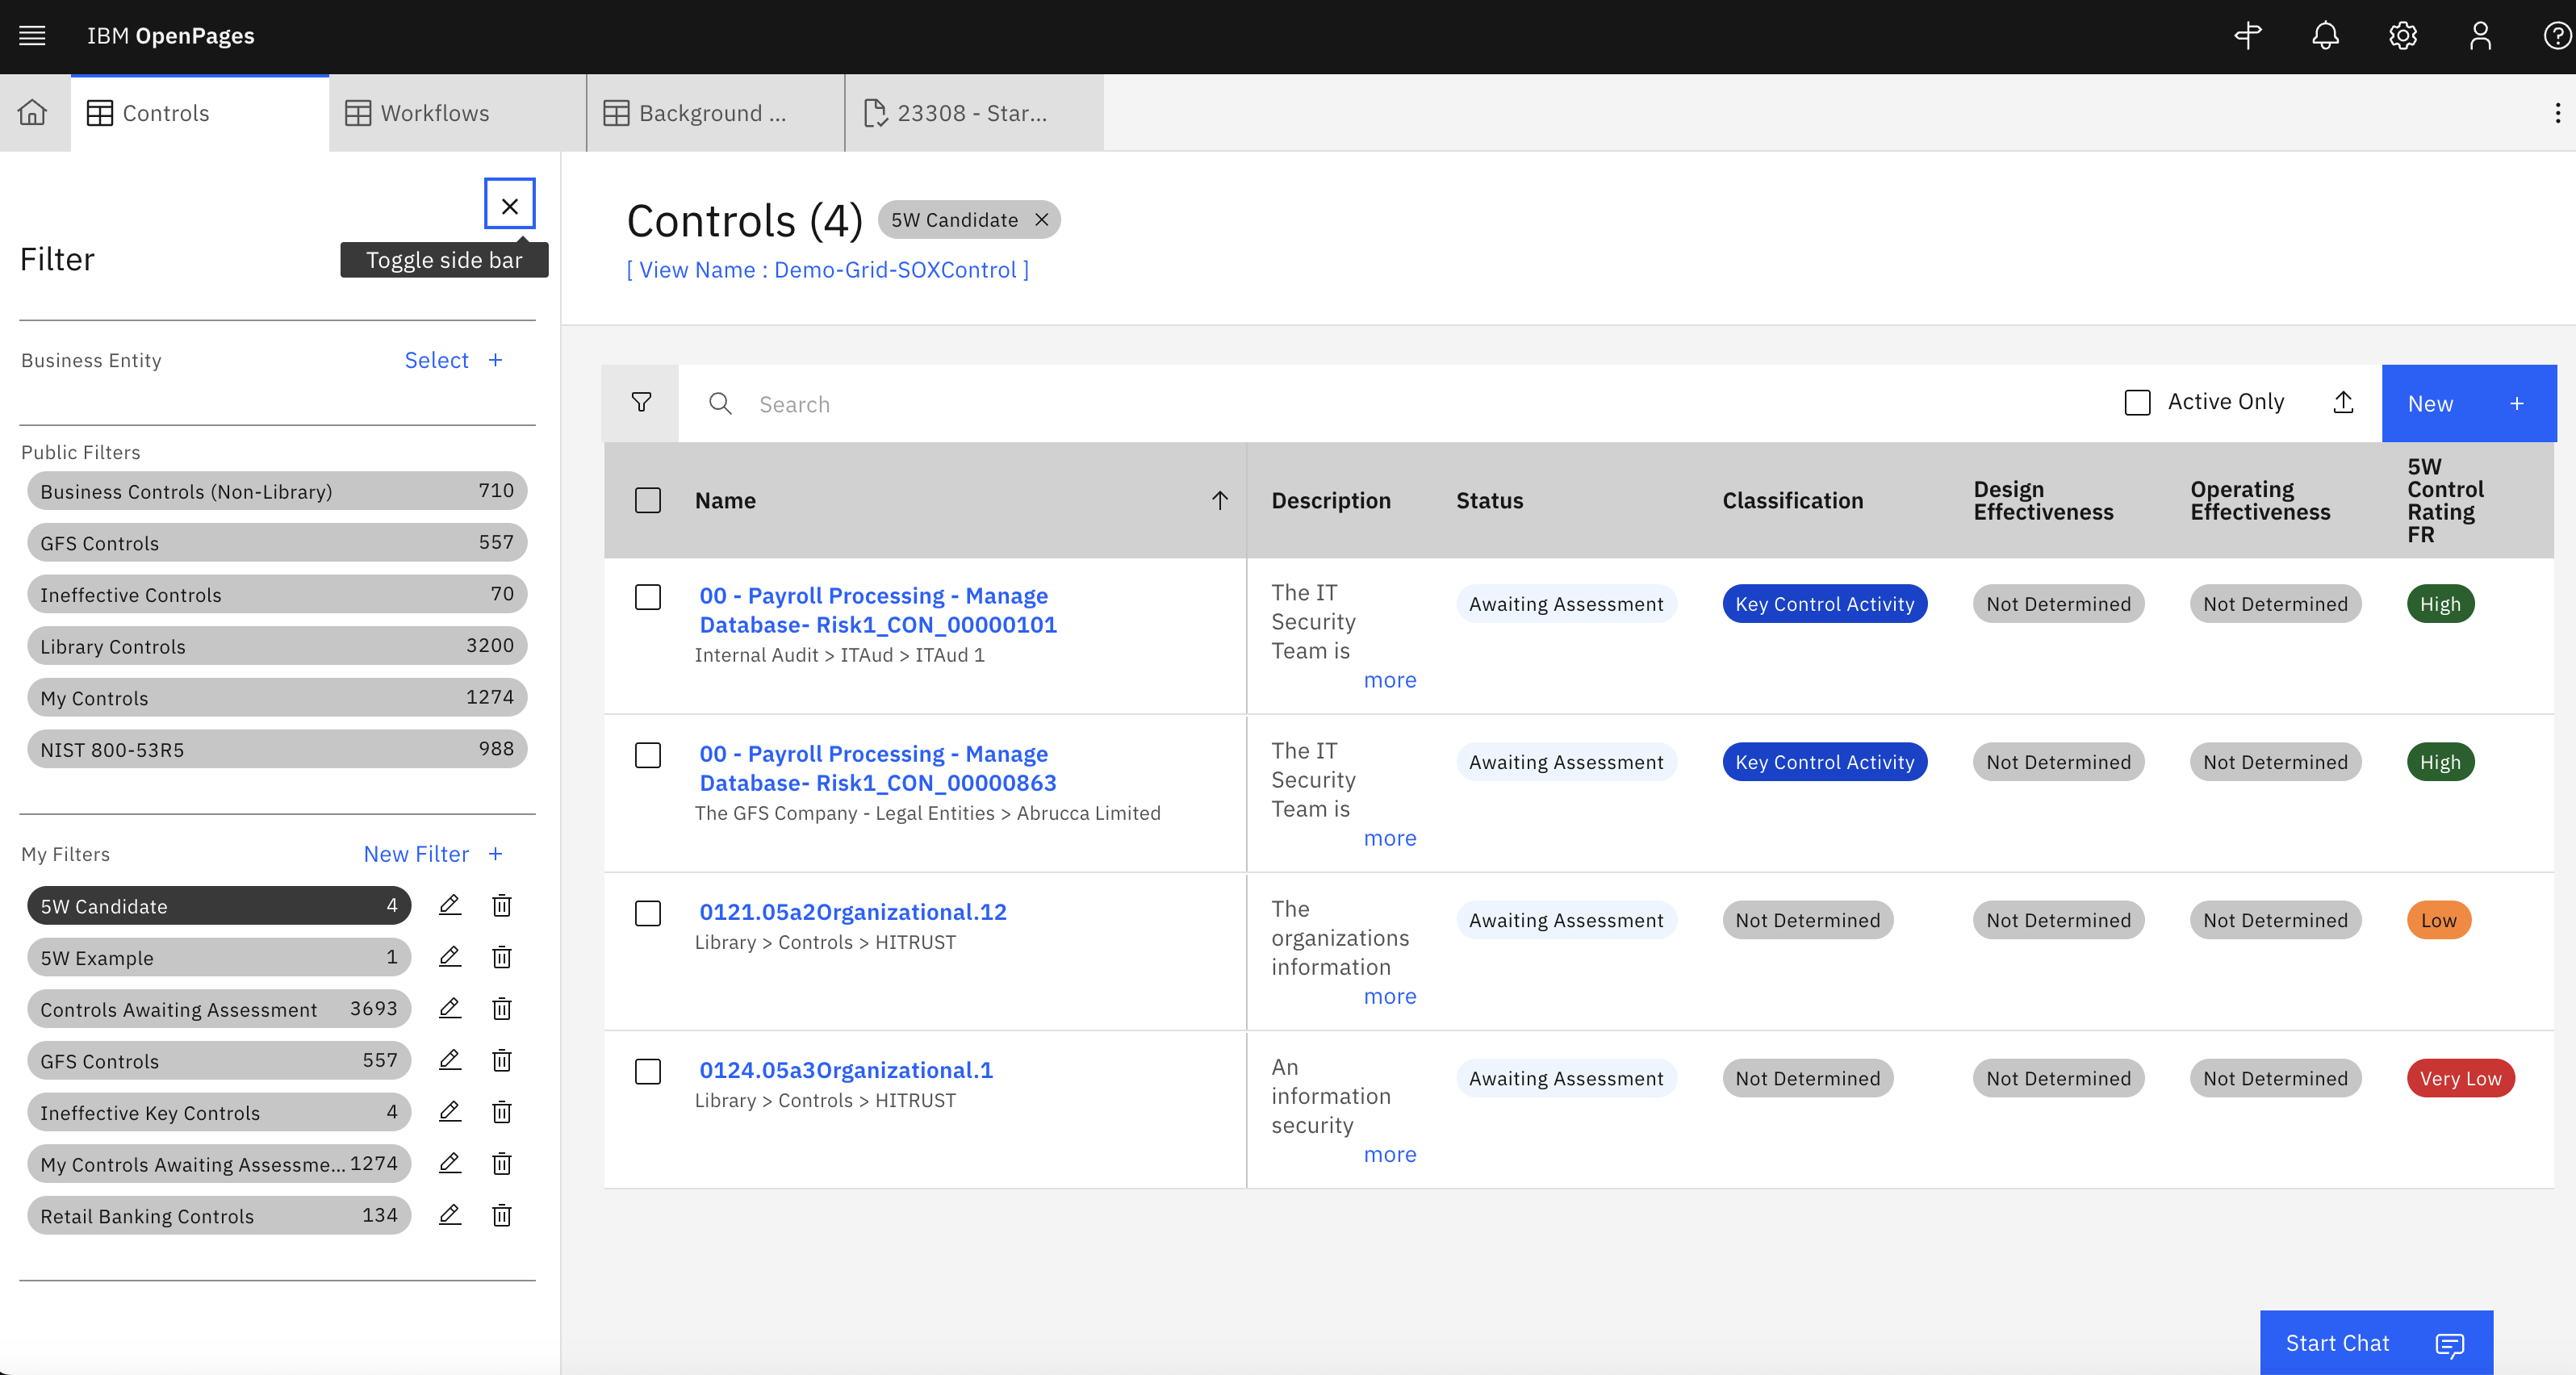 IBM OpenPages
Controls
Workflows
Background ...
23308 - Star...
Filter
Toggle side bar
Business Entity
Select +
Public Filters
Business Controls (Non-Library) 710
GFS Controls 557
Ineffective Controls 70
Library Controls 3200
My Controls 1274
NIST 800-53R5 988
My Filters
New Filter +
5W Candidate 4
5W Example 1
Controls Awaiting Assessment 3693
GFS Controls 557
Ineffective Key Controls 4
My Controls Awaiting Assessme... 1274
Retail Banking Controls 134
Controls (4)
5W Candidate
[ View Name : Demo-Grid-SOXControl ]
Search
Active Only
New +
Name
Description
Status
Classification
Design
Effectiveness
Operating
Effectiveness
5W
Control
Rating
FR
00 - Payroll Processing - Manage
Database- Risk1_CON_00000101
Internal Audit > ITAud > ITAud 1
The IT
Security
Team is
more
Awaiting Assessment
Key Control Activity
Not Determined
Not Determined
High
00 - Payroll Processing - Manage
Database- Risk1_CON_00000863
The GFS Company - Legal Entities > Abrucca Limited
The IT
Security
Team is
more
Awaiting Assessment
Key Control Activity
Not Determined
Not Determined
High
0121.05a2Organizational.12
Library > Controls > HITRUST
The
organizations
information
more
Awaiting Assessment
Not Determined
Not Determined
Not Determined
Low
0124.05a3Organizational.1
Library > Controls > HITRUST
An
information
security
more
Awaiting Assessment
Not Determined
Not Determined
Not Determined
Very Low
Start Chat